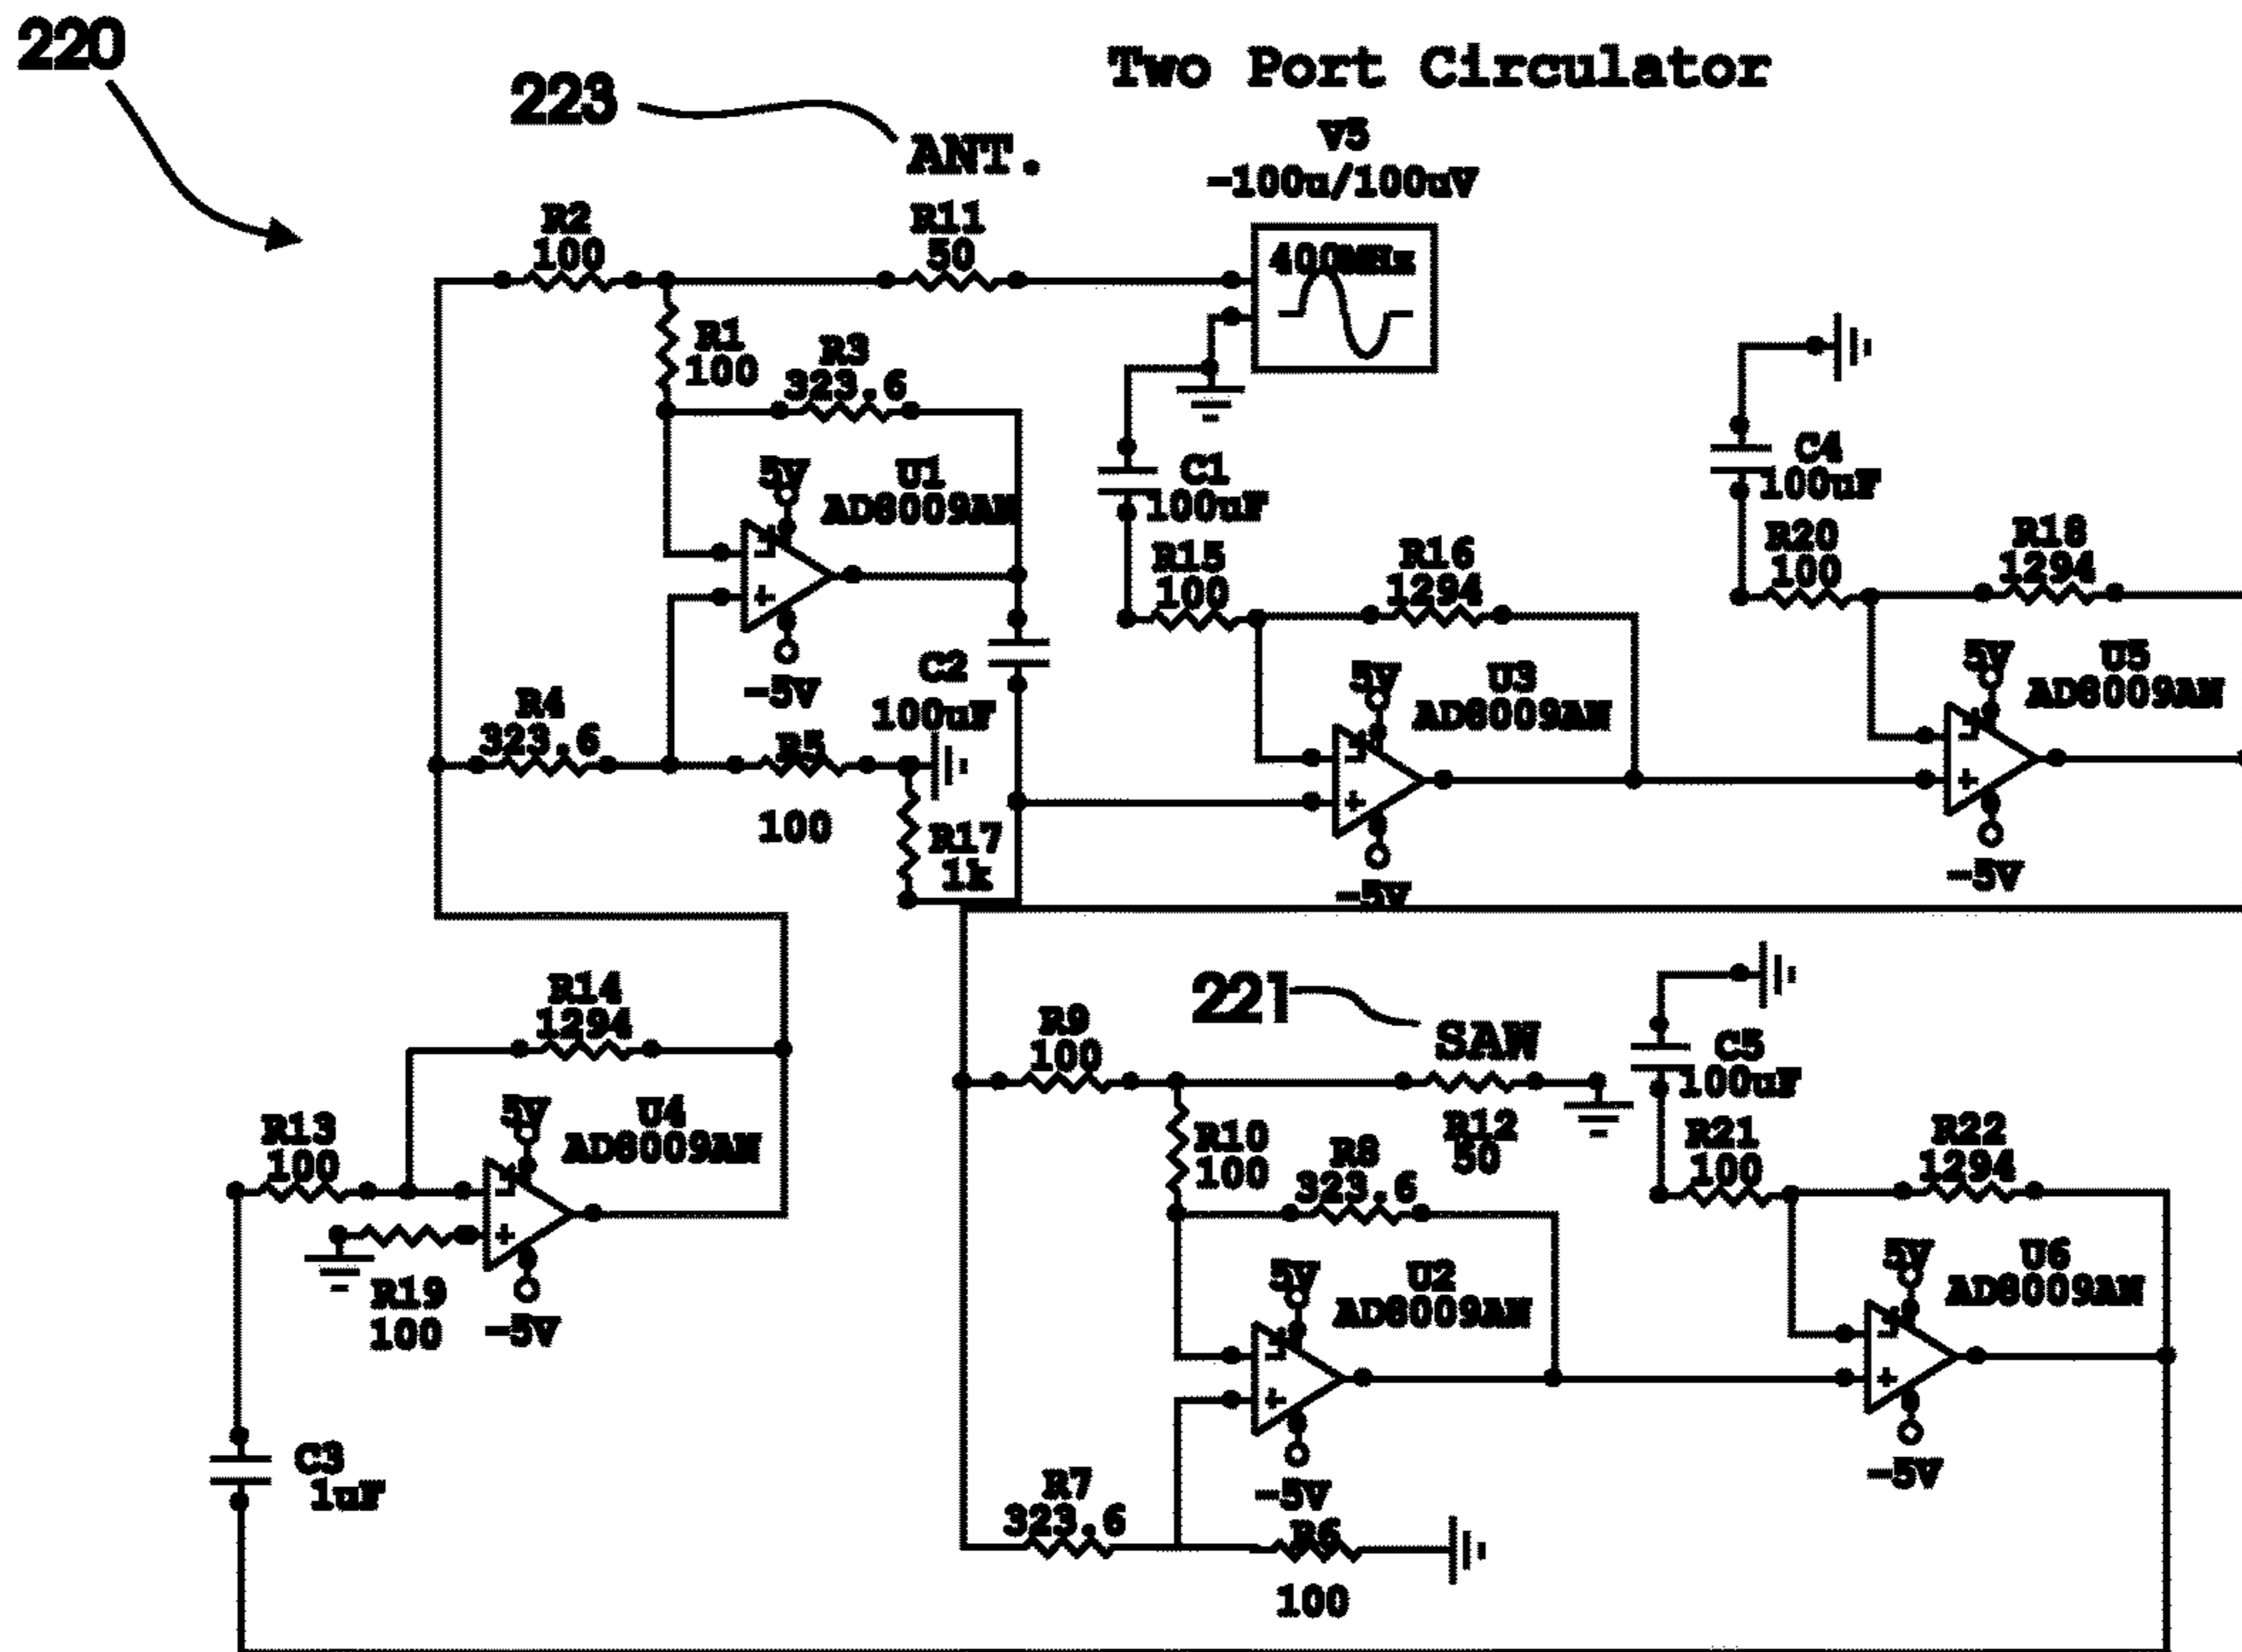 220
223
Two Port Circulator
ANT.
V5
-100u/100uV
R2
100
R11
50
400MHz
R1
100
R3
323.6
5V
U1
AD8009AN
-5V
C1
100uF
C4
100uF
R15
100
R16
1294
R20
100
R18
1294
5V
U3
AD8009AN
-5V
5V
U5
AD8009AN
-5V
C2
100uF
R4
323.6
R5
100
R17
1k
R14
1294
221
SAW
R9
100
C5
100uF
R13
100
5V
U4
AD8009AN
-5V
R19
100
R10
100
R8
323.6
R12
50
R21
100
R22
1294
5V
U2
AD8009AN
-5V
5V
U6
AD8009AN
-5V
C3
1uF
R7
323.6
R6
100